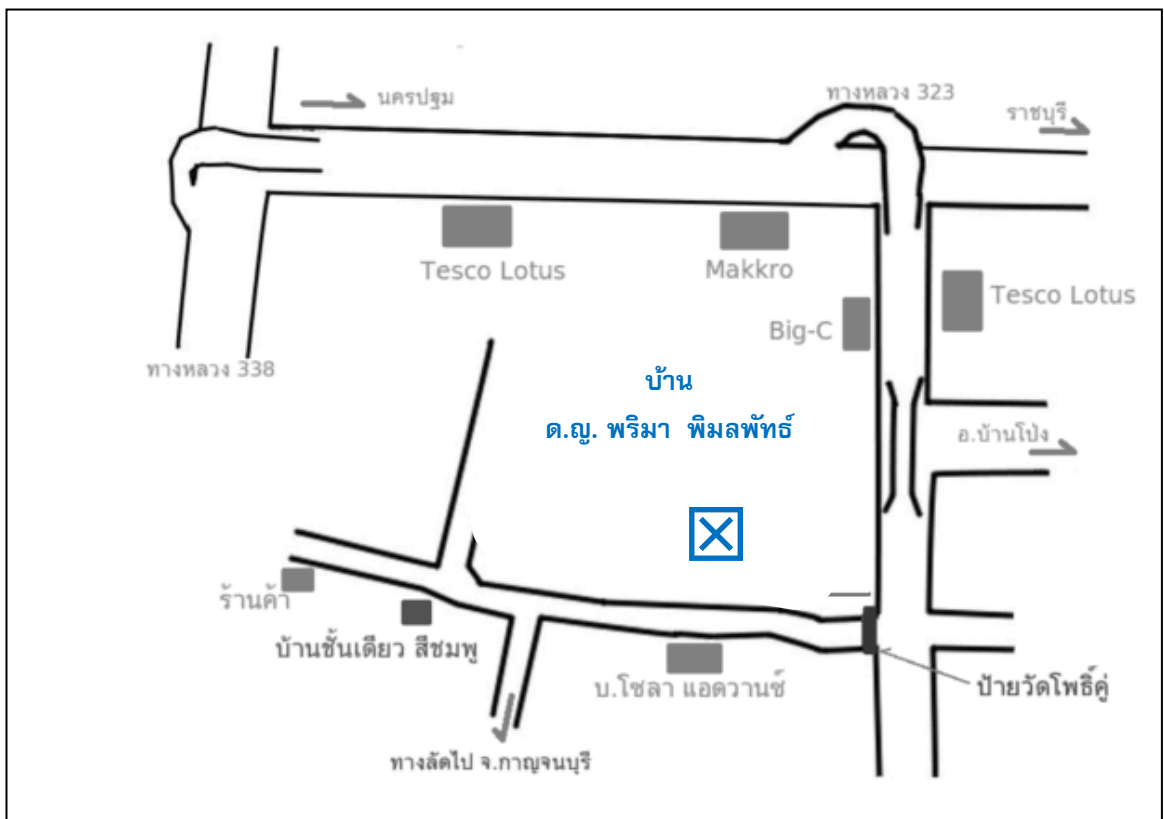 นครปฐม
ทางหลวง 323
ราชบุรี
Tesco Lotus
Makkro
Tesco Lotus
Big-C
ทางหลวง 338
บ้าน
ด.ญ. พริมา พิมลพัทธ์
อ.บ้านโป่ง
ร้านค้า
บ้านชั้นเดียว สีชมพู
บ.โซลา แอดวานซ์
ป้ายวัดโพธิ์คู่
ทางลัดไป จ.กาญจนบุรี